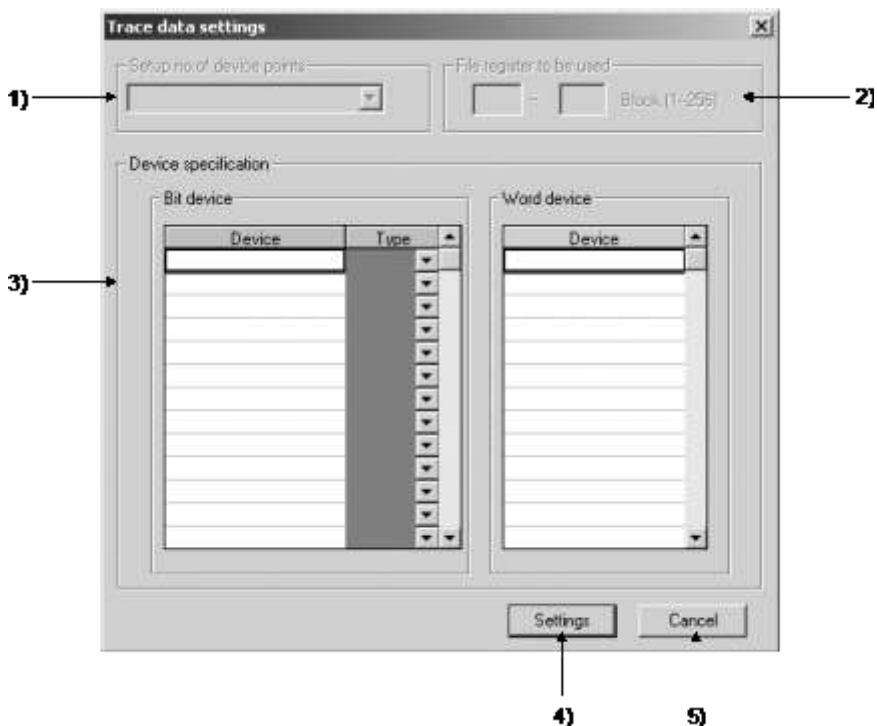 Trace data settings
Setup no.of device points
File register to be used
1)
- Block (1-256)
2)
Device specification
Bit device
Word device
Device Type
Device
3)
Settings
Cancel
4)
5)